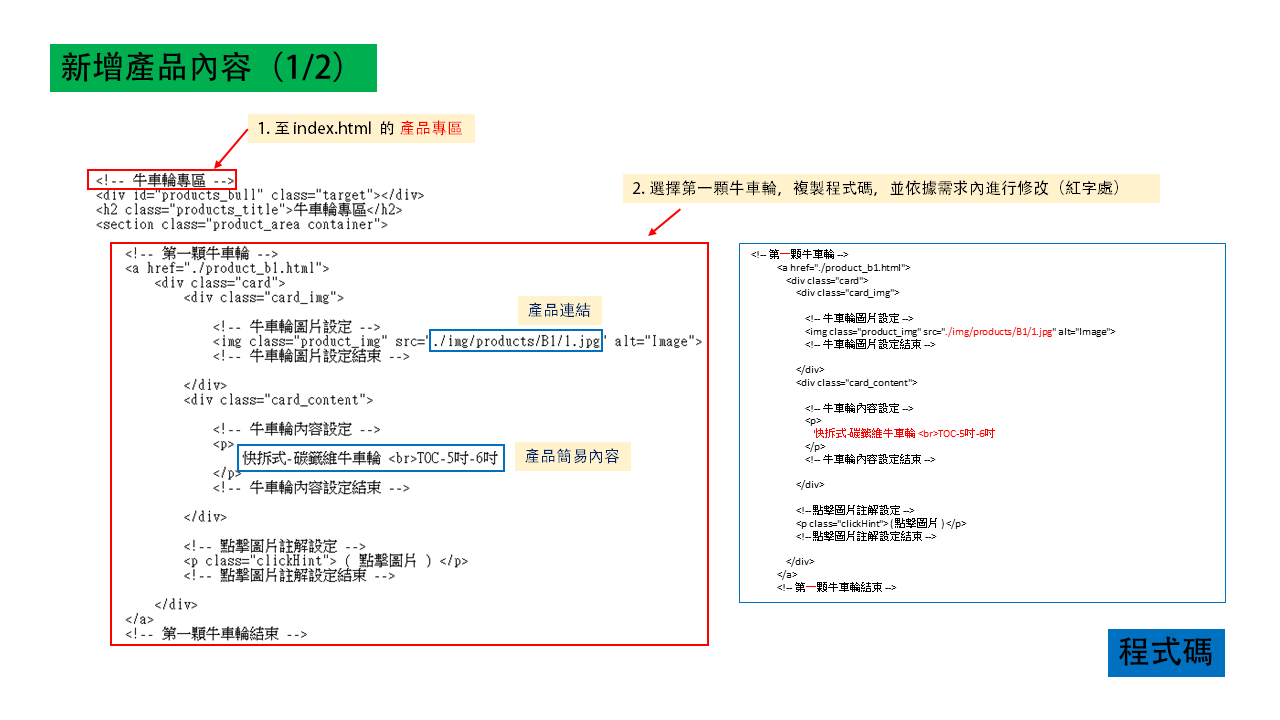 新增產品內容（1/2）
1. 至 index.html 的 產品專區
<!-- 牛車輪專區 -->
<div id="products_bull" class="target"></div>
<h2 class="products_title">牛車輪專區</h2>
<section class="product_area container">
2. 選擇第一顆牛車輪，複製程式碼，並依據需求內進行修改（紅字處）
<!-- 第一顆牛車輪 -->
<a href="./product_b1.html">
<div class="card">
<div class="card_img">
產品連結
<!-- 牛車輪圖片設定 -->
<img class="product_img" src="./img/products/B1/1.jpg" alt="Image">
<!-- 牛車輪圖片設定結束 -->
</div>
<div class="card_content">
<!-- 牛車輪內容設定 -->
<p>
快拆式-碳纖維牛車輪 <br>TOC-5吋-6吋
產品簡易內容
</p>
<!-- 牛車輪內容設定結束 -->
</div>
<!-- 點擊圖片註解設定 -->
<p class="clickHint"> ( 點擊圖片 ) </p>
<!-- 點擊圖片註解設定結束 -->
</div>
</a>
<!-- 第一顆牛車輪結束 -->
<!-- 第一顆牛車輪 -->
<a href="./product_b1.html">
<div class="card">
<div class="card_img">
<!-- 牛車輪圖片設定 -->
<img class="product_img" src="./img/products/B1/1.jpg" alt="Image">
<!-- 牛車輪圖片設定結束 -->
</div>
<div class="card_content">
<!-- 牛車輪內容設定 -->
<p>
快拆式-碳纖維牛車輪 <br>TOC-5吋-6吋
</p>
<!-- 牛車輪內容設定結束 -->
</div>
<!--點擊圖片註解設定 -->
<p class="clickHint"> ( 點擊圖片 ) </p>
<!--點擊圖片註解設定結束 -->
</div>
</a>
<!-- 第一顆牛車輪結束 -->
程式碼